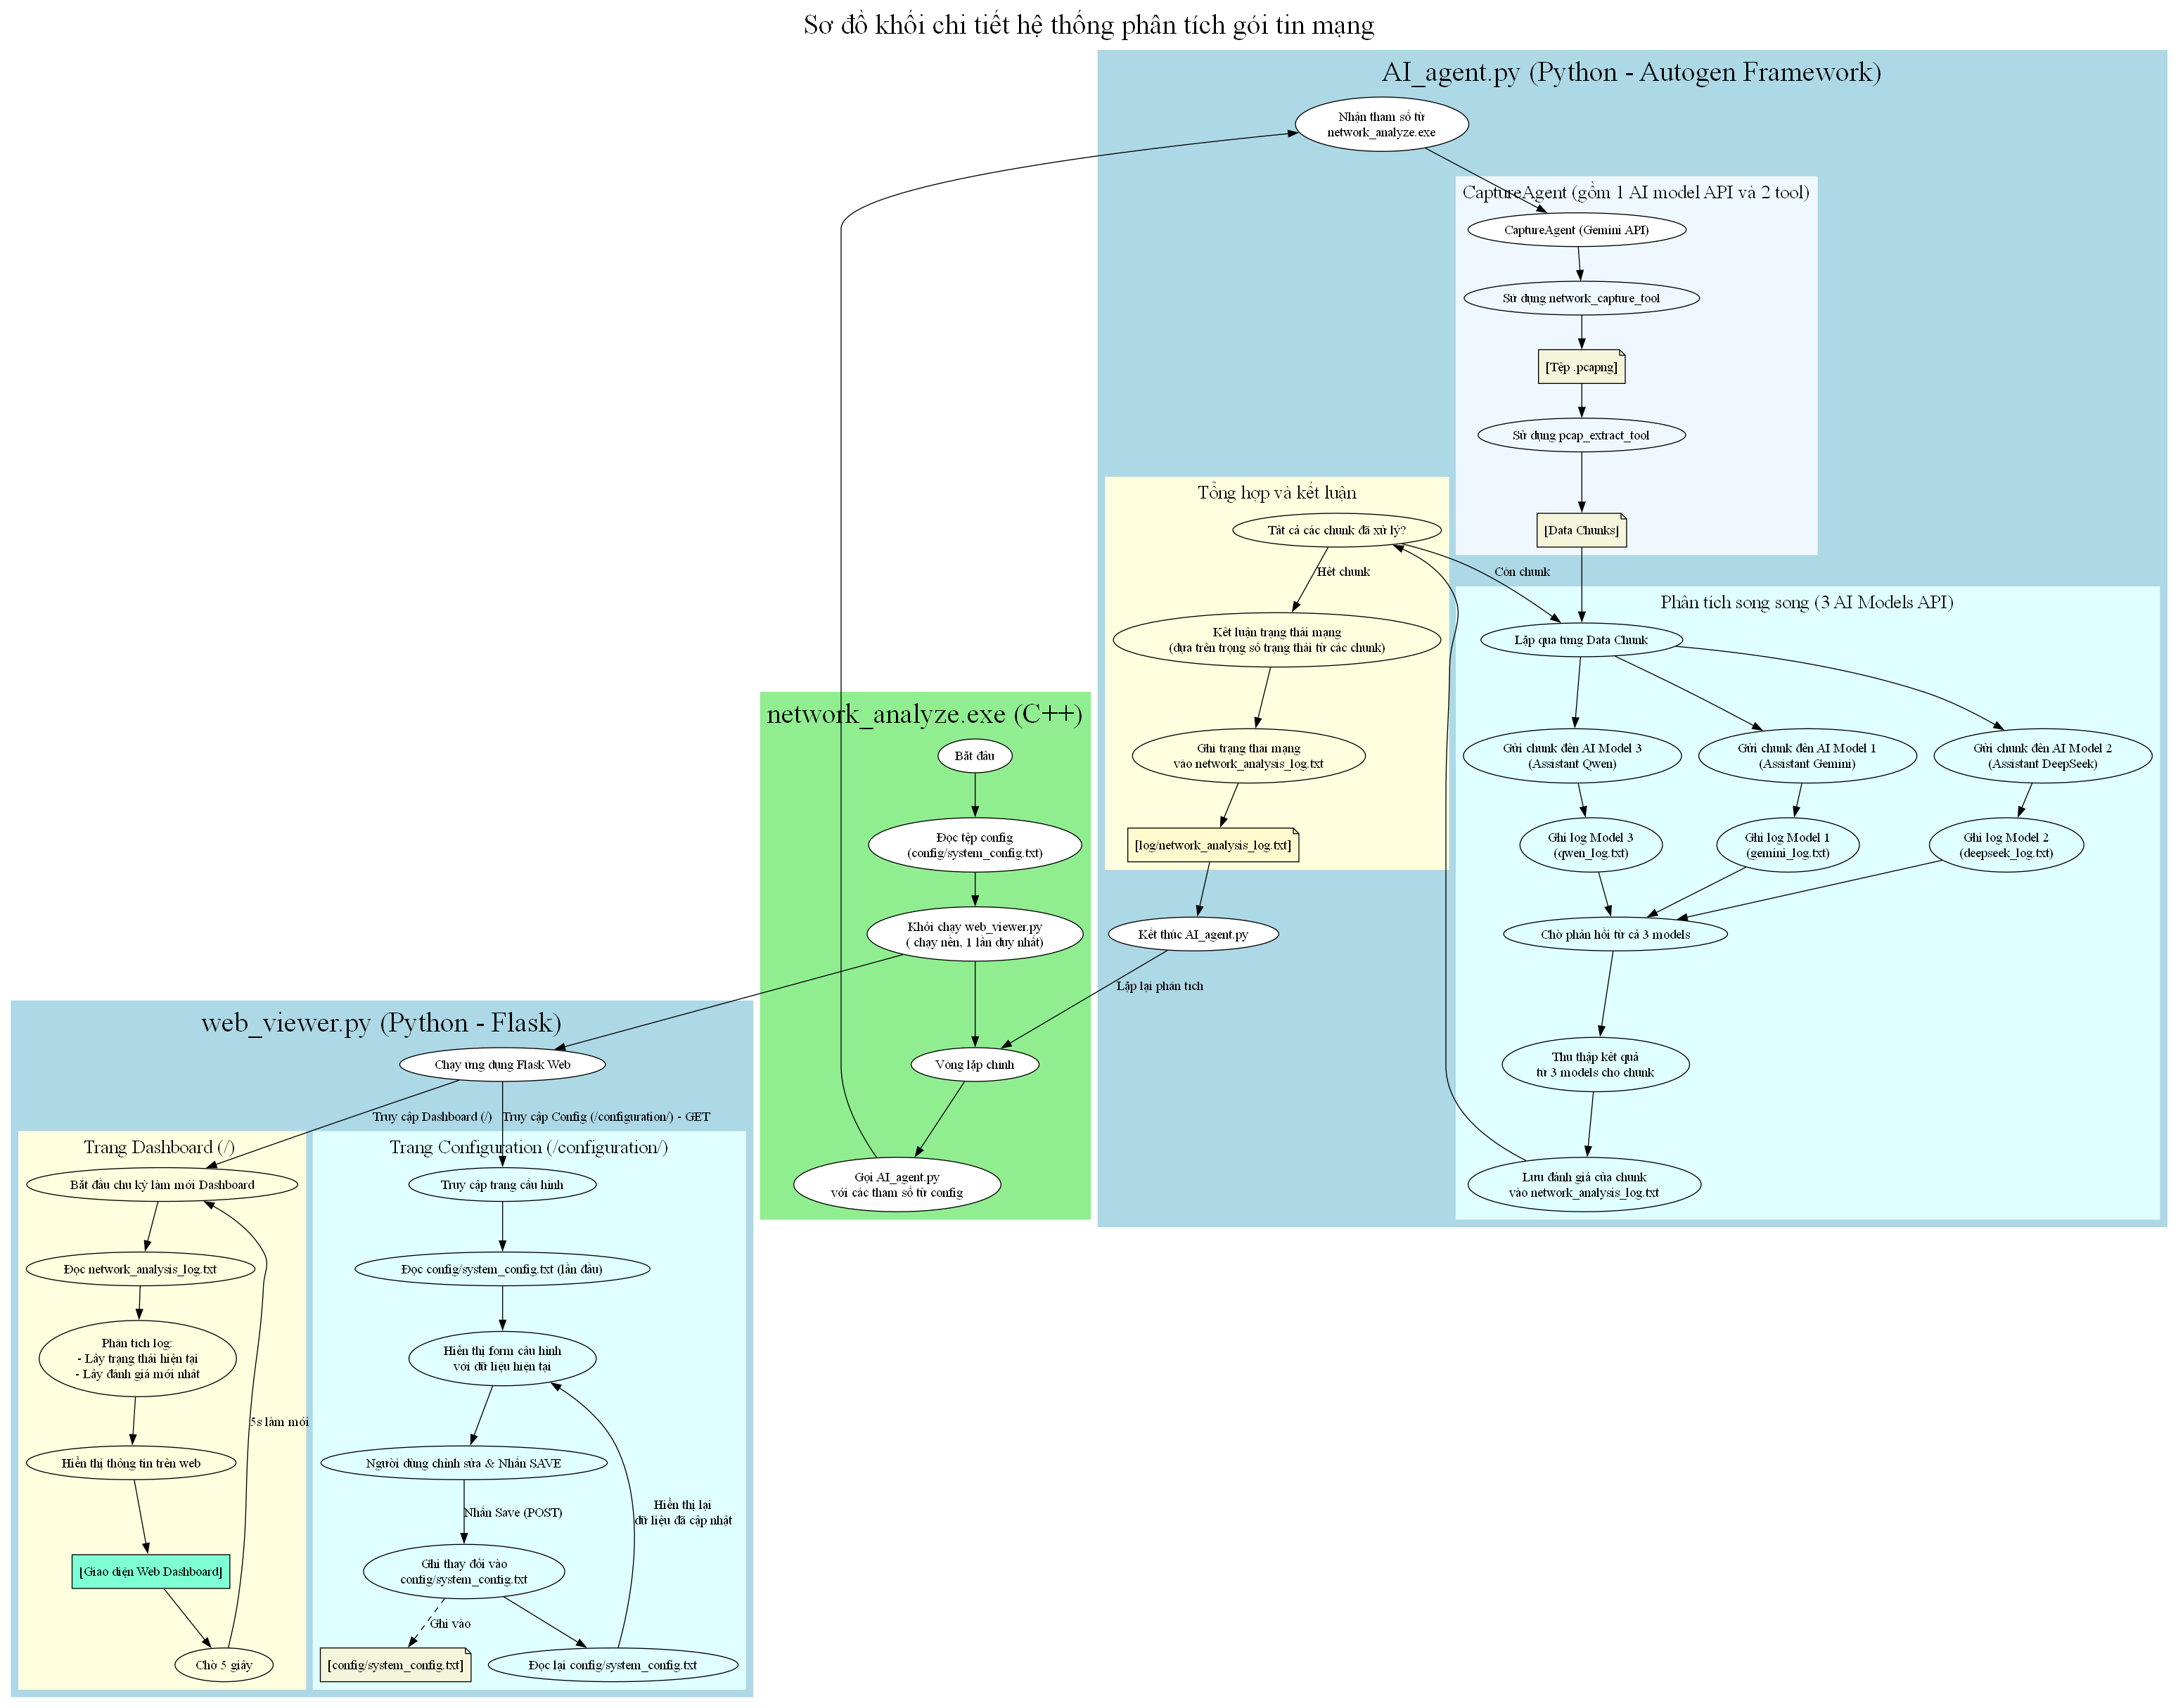 Sơ đồ khối chi tiết hệ thống phân tích gói tin mạng
AI_agent.py (Python - Autogen Framework)
Nhận tham số từ
network_analyze.exe
CaptureAgent (gồm 1 AI model API và 2 tool)
CaptureAgent (Gemini API)
Sử dụng network_capture_tool
[Tệp .pcapng]
Sử dụng pcap_extract_tool
[Data Chunks]
Tổng hợp và kết luận
Tất cả các chunk đã xử lý?
Hết chunk
Còn chunk
Kết luận trạng thái mạng
(dựa trên trọng số trạng thái từ các chunk)
Ghi trạng thái mạng
vào network_analysis_log.txt
[log/network_analysis_log.txt]
Kết thúc AI_agent.py
Lặp lại phân tích
Phân tích song song (3 AI Models API)
Lặp qua từng Data Chunk
Gửi chunk đến AI Model 3
(Assistant Qwen)
Gửi chunk đến AI Model 1
(Assistant Gemini)
Gửi chunk đến AI Model 2
(Assistant DeepSeek)
Ghi log Model 3
(qwen_log.txt)
Ghi log Model 1
(gemini_log.txt)
Ghi log Model 2
(deepseek_log.txt)
Chờ phản hồi từ cả 3 models
Thu thập kết quả
từ 3 models cho chunk
Lưu đánh giá của chunk
vào network_analysis_log.txt
network_analyze.exe (C++)
Bắt đầu
Đọc tệp config
(config/system_config.txt)
Khởi chạy web_viewer.py
( chạy nền, 1 lần duy nhất)
Vòng lặp chính
Gọi AI_agent.py
với các tham số từ config
web_viewer.py (Python - Flask)
Chạy ứng dụng Flask Web
Truy cập Dashboard (/)
Truy cập Config (/configuration/) - GET
Trang Dashboard (/)
Bắt đầu chu kỳ làm mới Dashboard
Đọc network_analysis_log.txt
Phân tích log:
- Lấy trạng thái hiện tại
- Lấy đánh giá mới nhất
5s làm mới
Hiển thị thông tin trên web
[Giao diện Web Dashboard]
Chờ 5 giây
Trang Configuration (/configuration/)
Truy cập trang cấu hình
Đọc config/system_config.txt (lần đầu)
Hiển thị form cấu hình
với dữ liệu hiện tại
Người dùng chỉnh sửa & Nhấn SAVE
Nhấn Save (POST)
Hiển thị lại
dữ liệu đã cập nhật
Ghi thay đổi vào
config/system_config.txt
Ghi vào
[config/system_config.txt]
Đọc lại config/system_config.txt